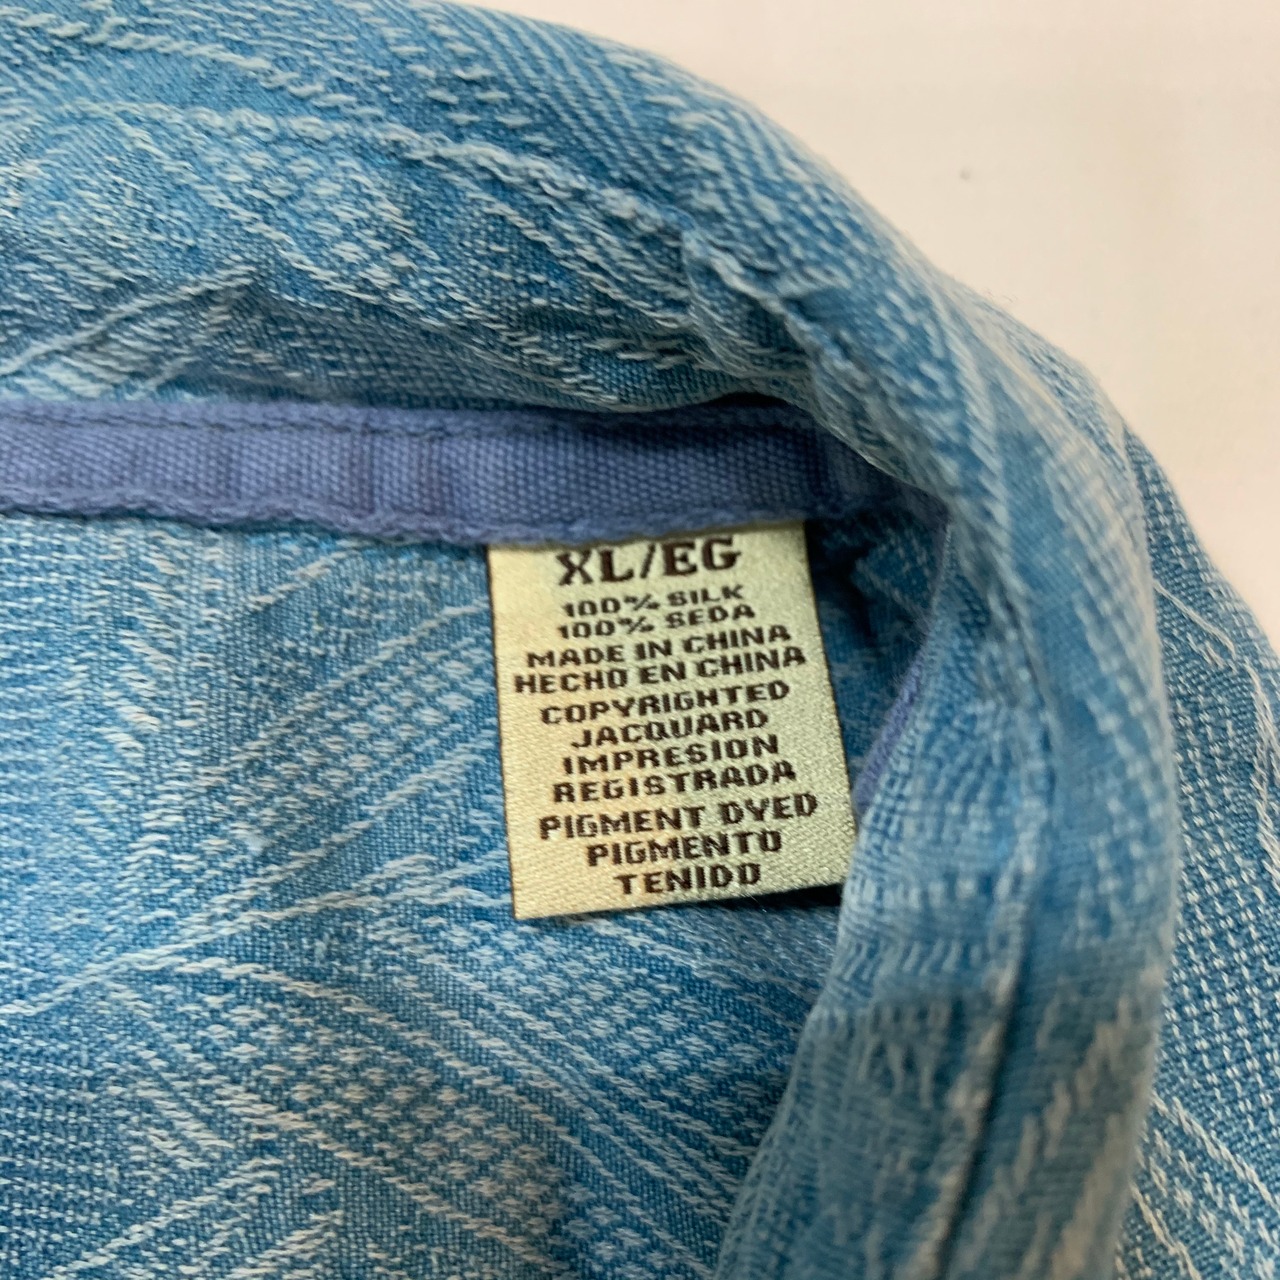 XL/EG
100% SILK
100% SEDA
MADE IN CHINA
HECHO EN CHINA
COPYRIGHTED
JACQUARD
IMPRESION
REGISTRADA
PIGMENT DYED
PIGMENTO
TENIDO